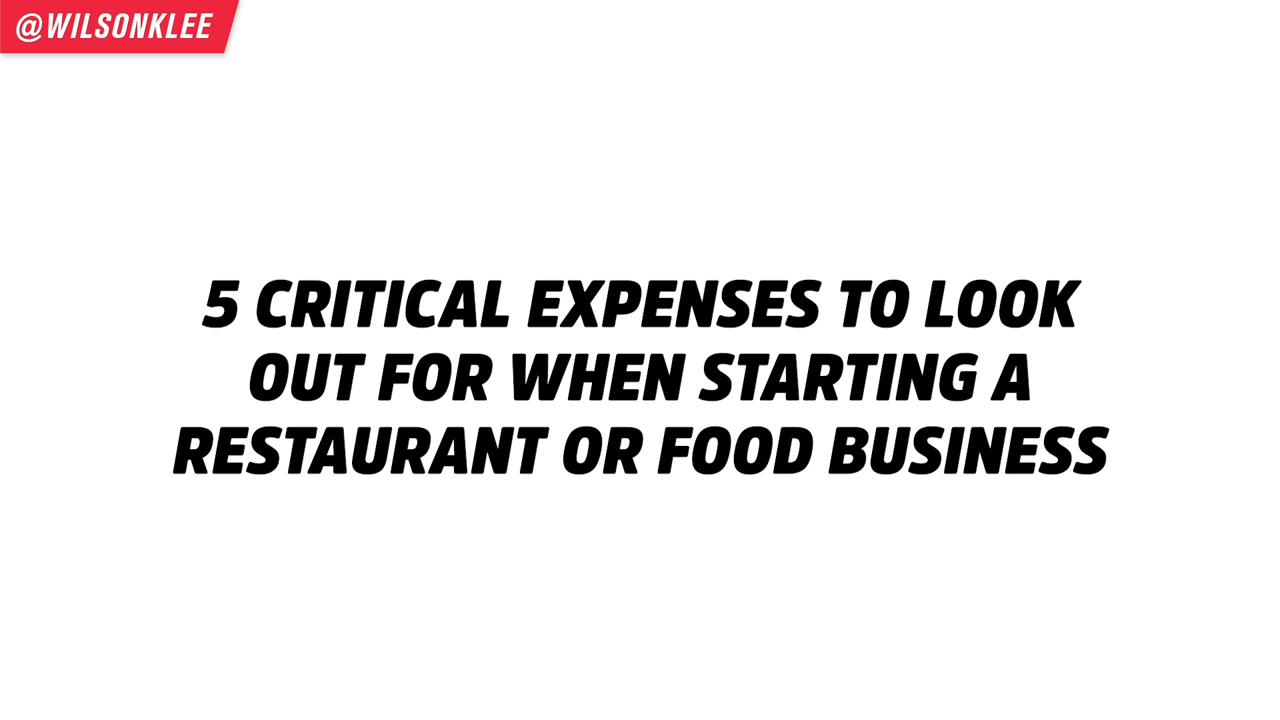 @WILSONKLEE
5 CRITICAL EXPENSES TO LOOK
OUT FOR WHEN STARTING A
RESTAURANT OR FOOD BUSINESS